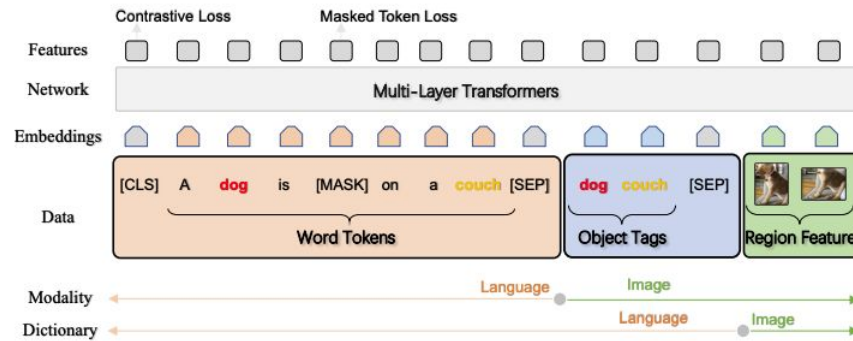 Contrastive Loss Masked Token Loss
Features
Network Multi-Layer Transformers
Embeddings
Data [CLS] A dog is [MASK] on a couch [SEP] dog couch [SEP]
Word Tokens Object Tags Region Feature
Modality Language Image
Dictionary Language Image